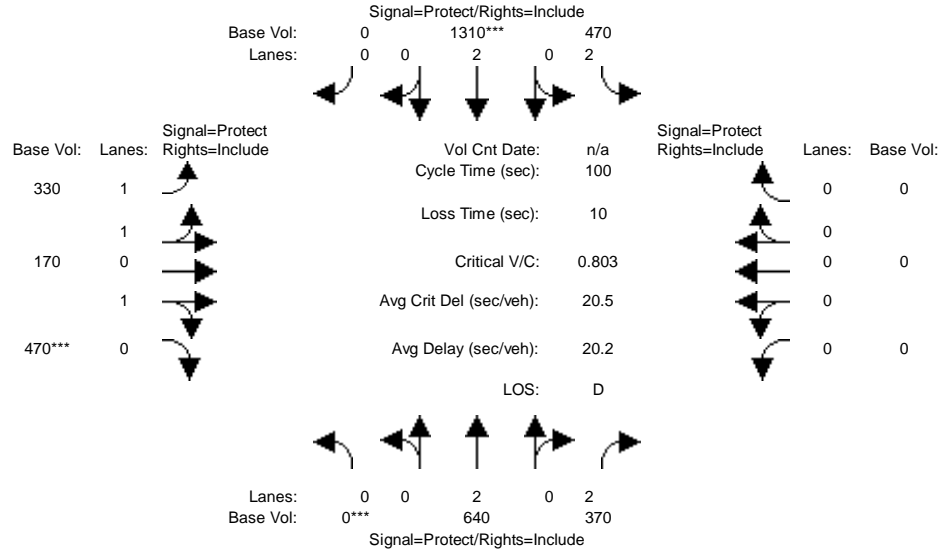 Signal=Protect/Rights=Include
Base Vol: 0 1310*** 470
Lanes: 0 0 2 0 2
Signal=Protect
Base Vol: Lanes: Rights=Include
Vol Cnt Date: n/a
Signal=Protect
Rights=Include Lanes: Base Vol:
Cycle Time (sec): 100
330 1
0 0
Loss Time (sec): 10
1
0
170 0
Critical V/C: 0.803
0 0
1
Avg Crit Del (sec/veh): 20.5
0
470*** 0
Avg Delay (sec/veh): 20.2
0 0
LOS: D
Lanes: 0 0 2 0 2
Base Vol: 0*** 640 370
Signal=Protect/Rights=Include